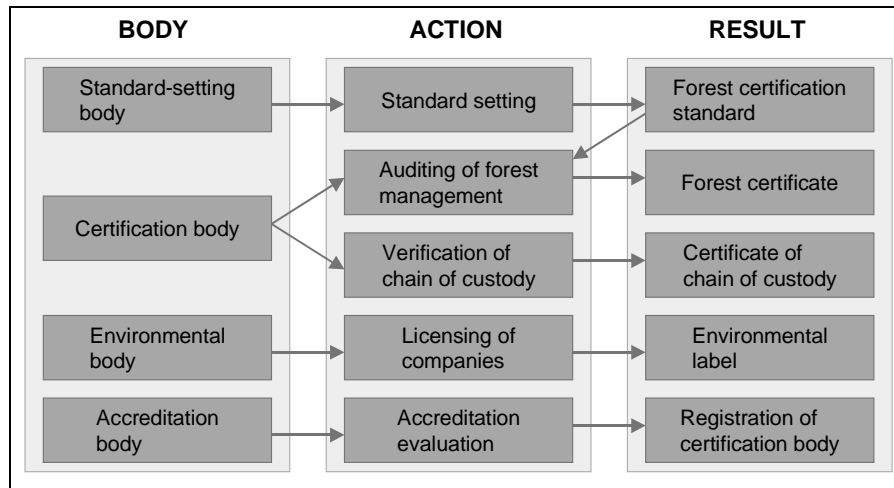 BODY
ACTION
RESULT
Standard-setting
body
Standard setting
Forest certification
standard
Certification body
Auditing of forest
management
Forest certificate
Verification of
chain of custody
Certificate of
chain of custody
Environmental
body
Licensing of
companies
Environmental
label
Accreditation
body
Accreditation
evaluation
Registration of
certification body